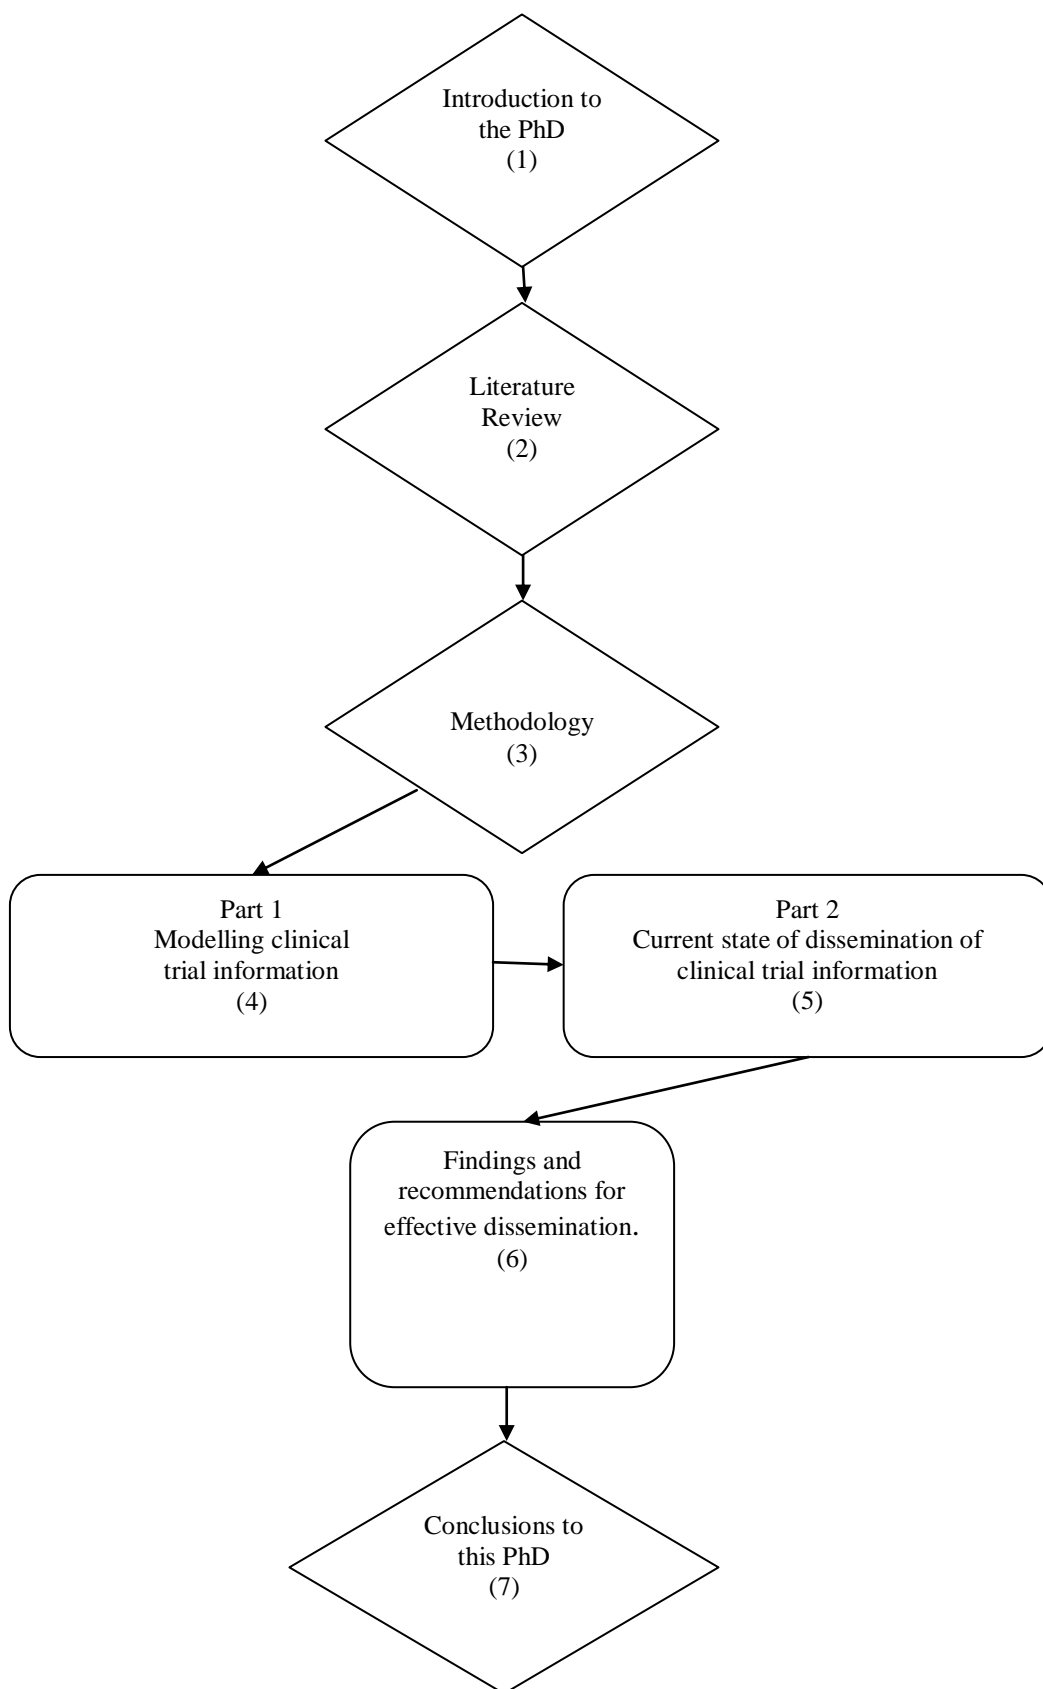 Introduction to
the PhD
(1)
Literature
Review
(2)
Methodology
(3)
Part 1
Modelling clinical
trial information
(4)
Part 2
Current state of dissemination of
clinical trial information
(5)
Findings and
recommendations for
effective dissemination.
(6)
Conclusions to
this PhD
(7)